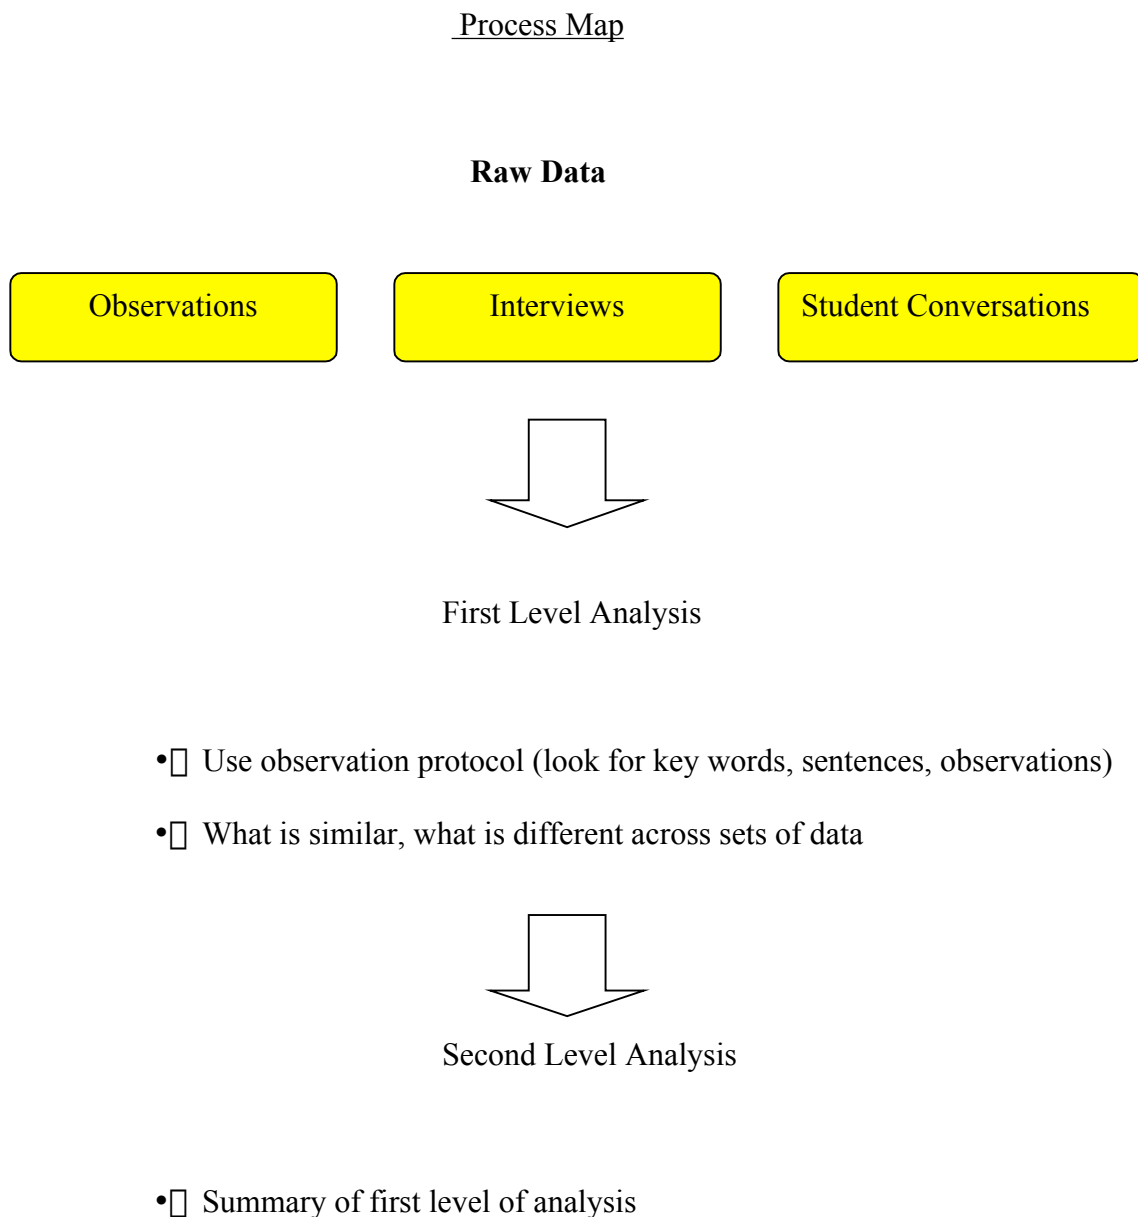 Process Map
Raw Data
Observations
Interviews
Student Conversations
First Level Analysis
•▯ Use observation protocol (look for key words, sentences, observations)
•▯ What is similar, what is different across sets of data
Second Level Analysis
•▯ Summary of first level of analysis